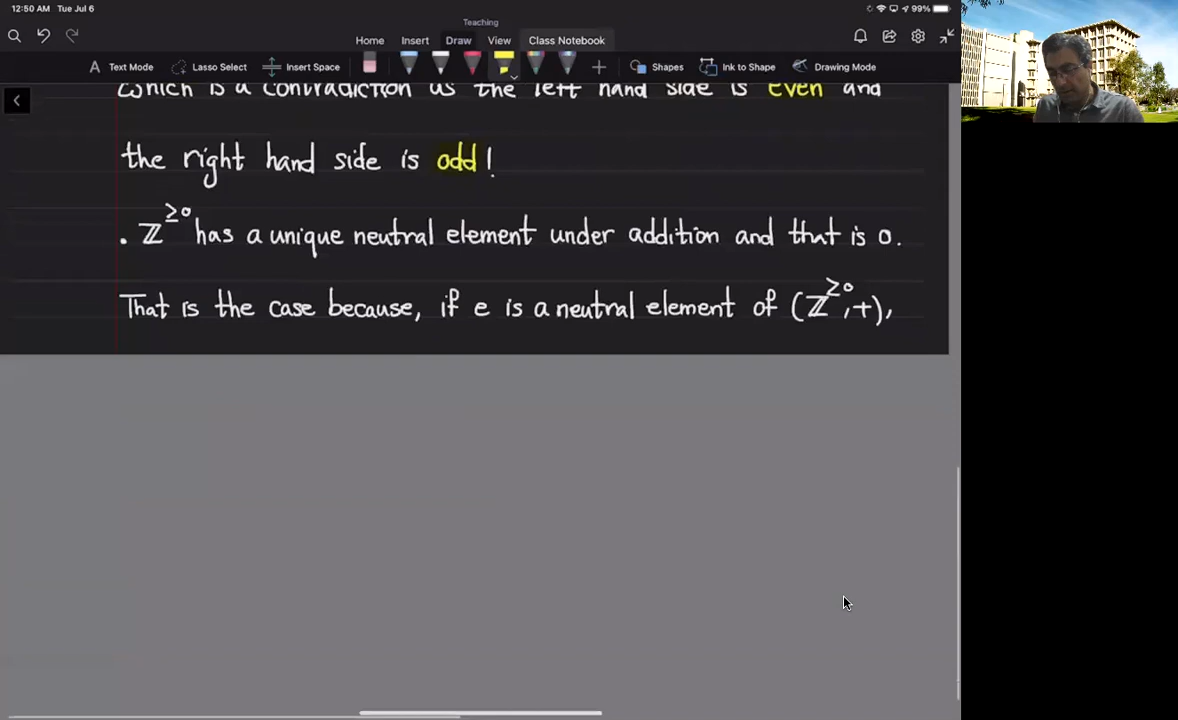 12:50 AM Tue Jul 6
99%
Teaching
Home Insert Draw View Class Notebook
Text Mode Lasso Select Insert Space Shapes Ink to Shape Drawing Mode
which is a contradiction as the left hand side is even and
the right hand side is odd!
. ℤ^≥0 has a unique neutral element under addition and that is 0.
That is the case because, if e is a neutral element of (ℤ^≥0, +),